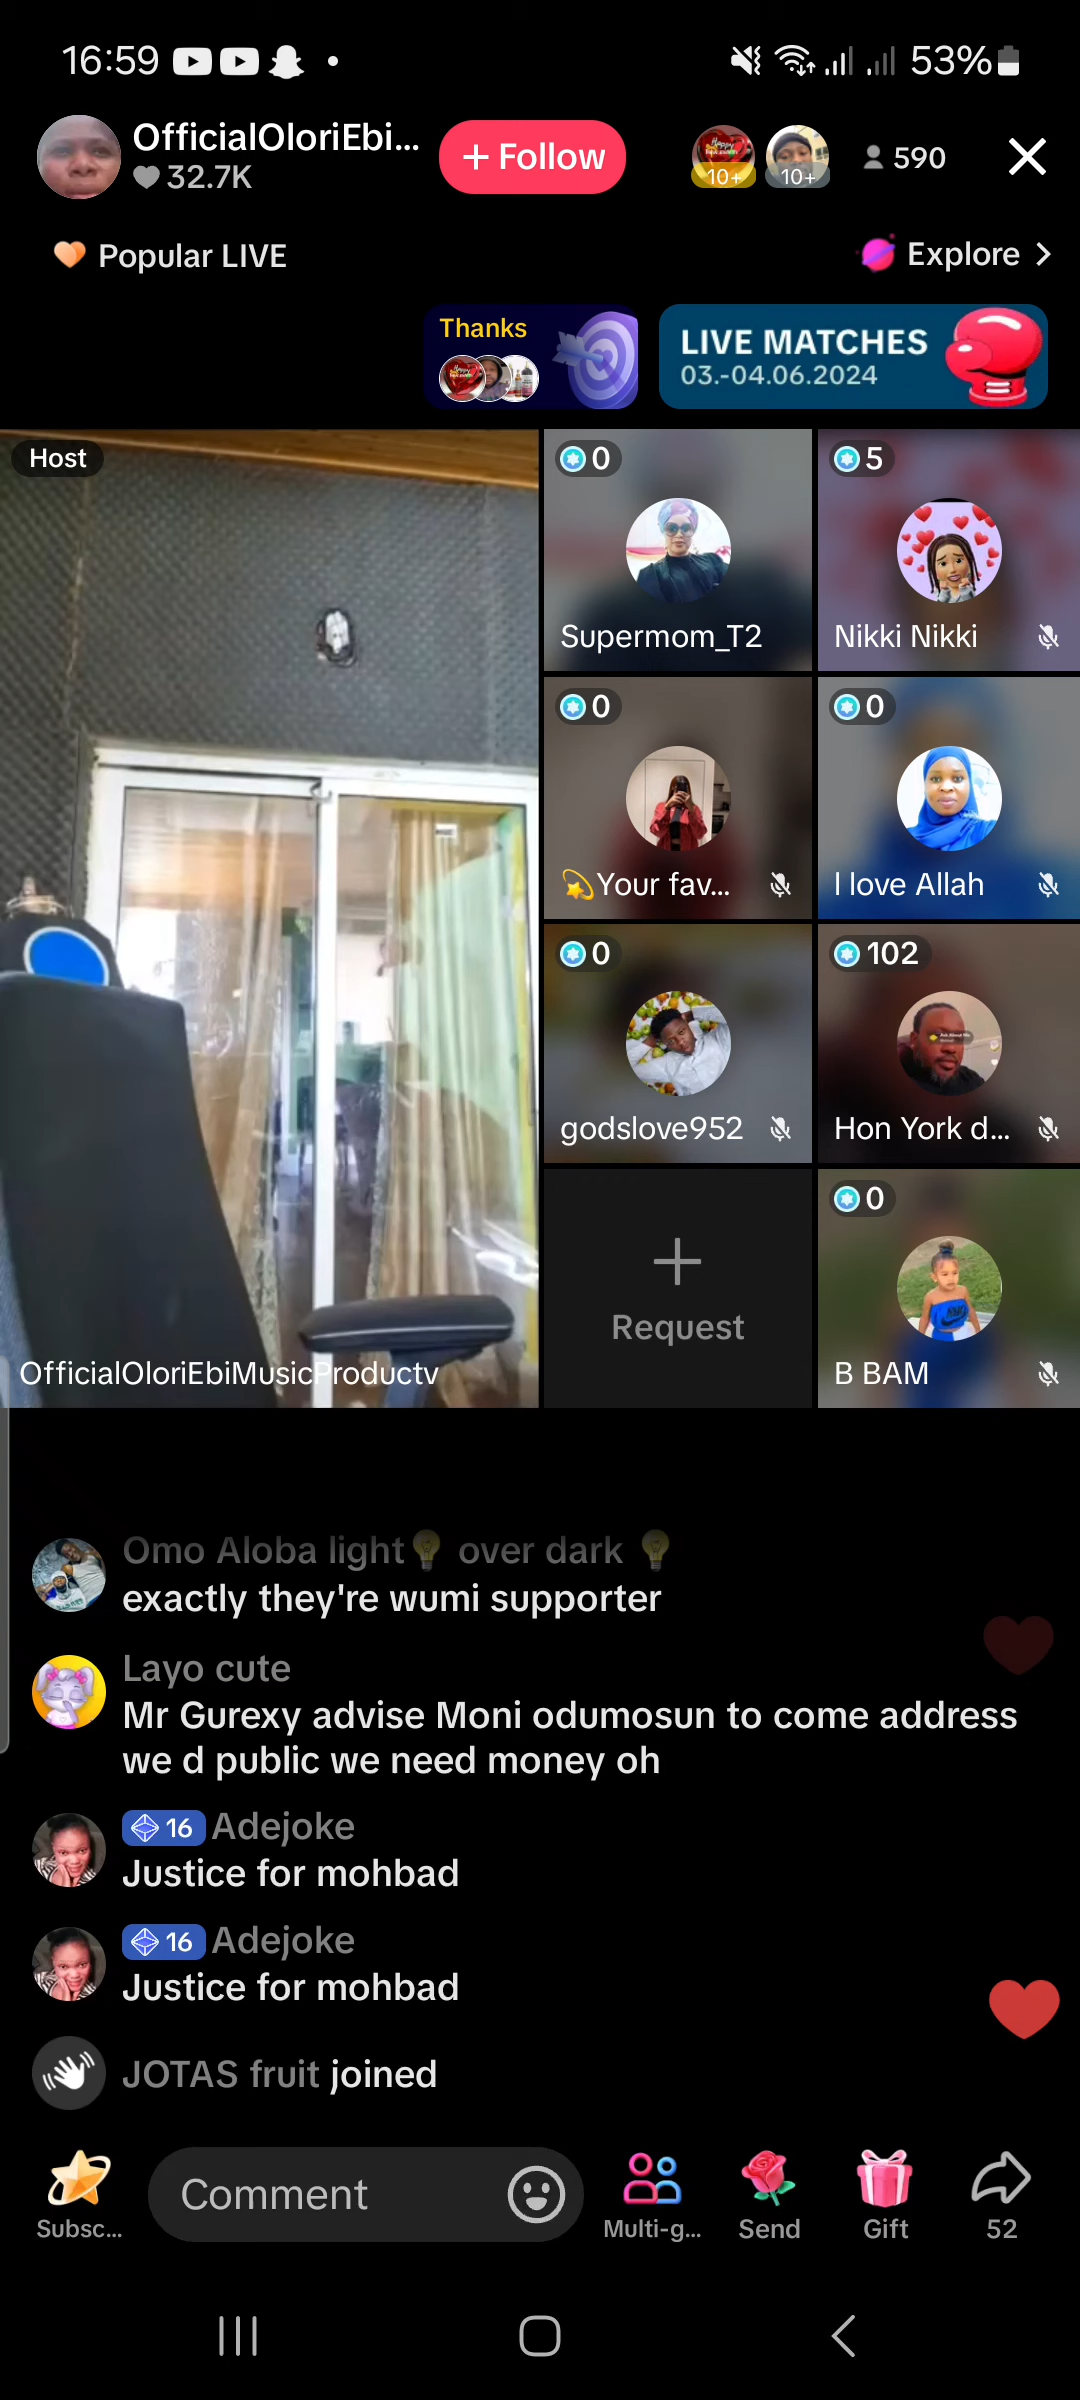 16:59
53%
OfficialOloriEbi...
+ Follow
32.7K
10+
10+
590
Popular LIVE
Explore >
Thanks
LIVE MATCHES
03.-04.06.2024
Host
0
5
Supermom_T2
Nikki Nikki
0
0
💫Your fav...
I love Allah
0
102
godslove952
Hon York d...
0
Request
OfficialOloriEbiMusicProductv
B BAM
Omo Aloba light💡 over dark 💡
exactly they're wumi supporter
Layo cute
Mr Gurexy advise Moni odumosun to come address
we d public we need money oh
16 Adejoke
Justice for mohbad
16 Adejoke
Justice for mohbad
JOTAS fruit joined
Comment
Subsc...
Multi-g...
Send
Gift
52